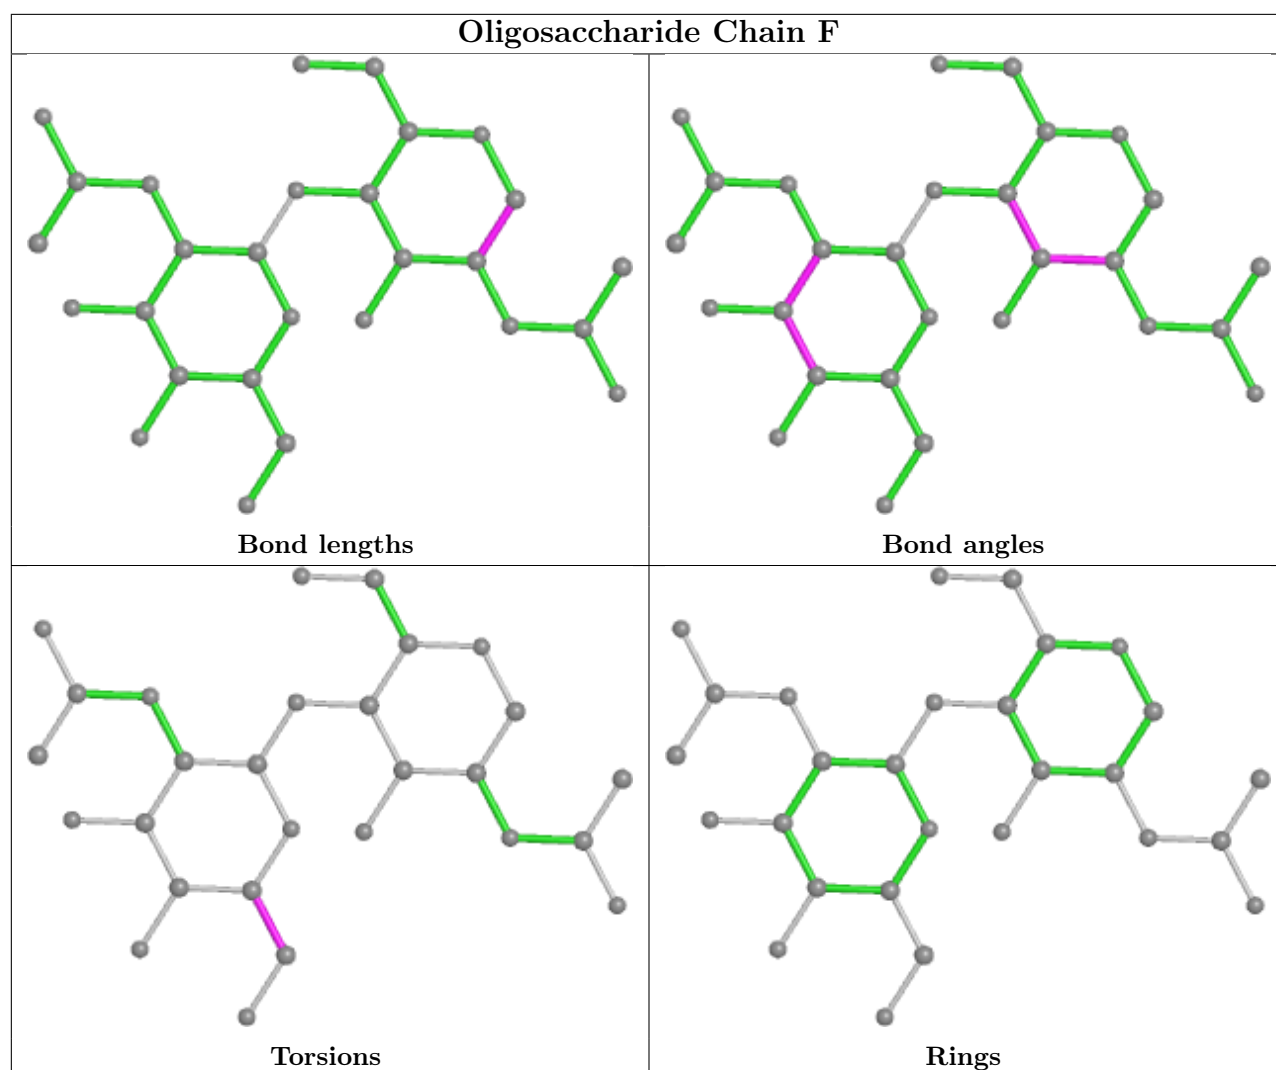 Oligosaccharide Chain F
Bond lengths
Bond angles
Torsions
Rings